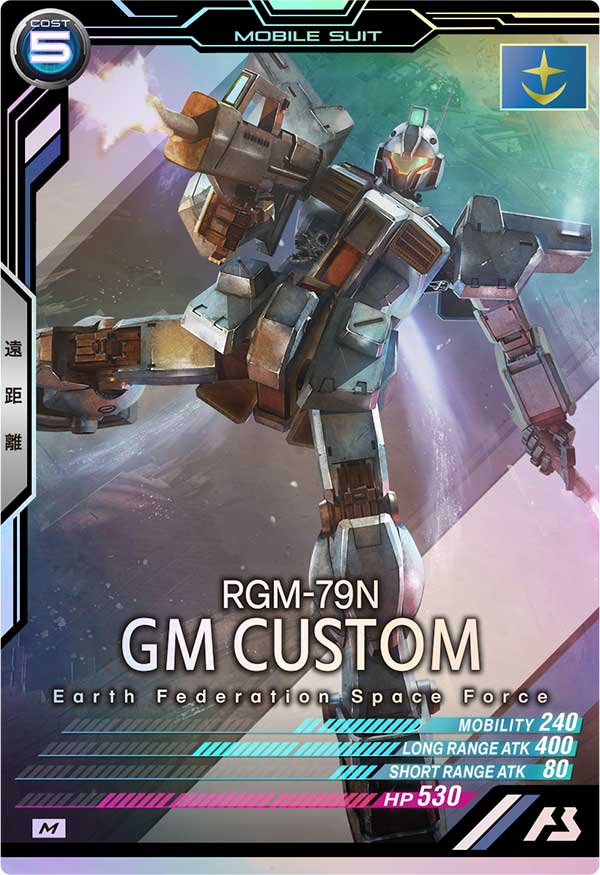 COST
5
MOBILE SUIT
遠距離
RGM-79N
GM CUSTOM
Earth Federation Space Force
MOBILITY 240
LONG RANGE ATK 400
SHORT RANGE ATK 80
HP 530
M